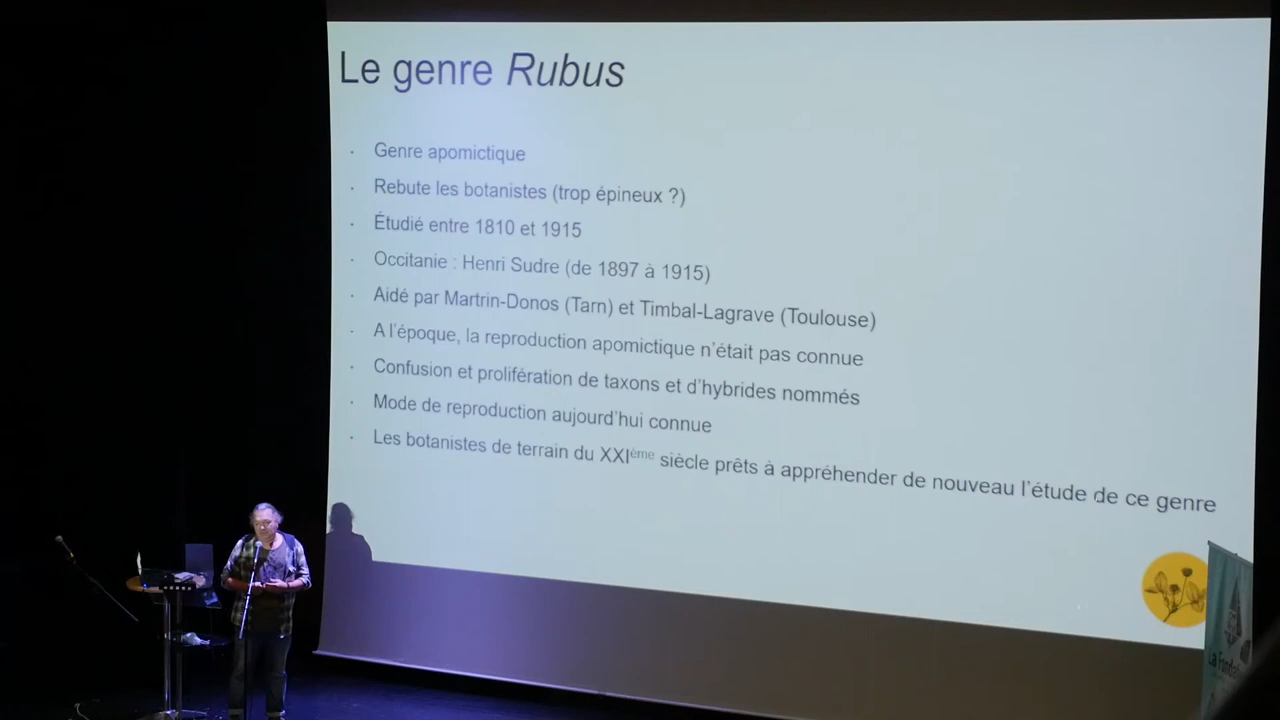 Le genre Rubus
· Genre apomictique
· Rebute les botanistes (trop épineux ?)
· Étudié entre 1810 et 1915
· Occitanie : Henri Sudre (de 1897 à 1915)
· Aidé par Martrin-Donos (Tarn) et Timbal-Lagrave (Toulouse)
· A l'époque, la reproduction apomictique n'était pas connue
· Confusion et prolifération de taxons et d'hybrides nommés
· Mode de reproduction aujourd'hui connue
· Les botanistes de terrain du XXIème siècle prêts à appréhender de nouveau l'étude de ce genre
La